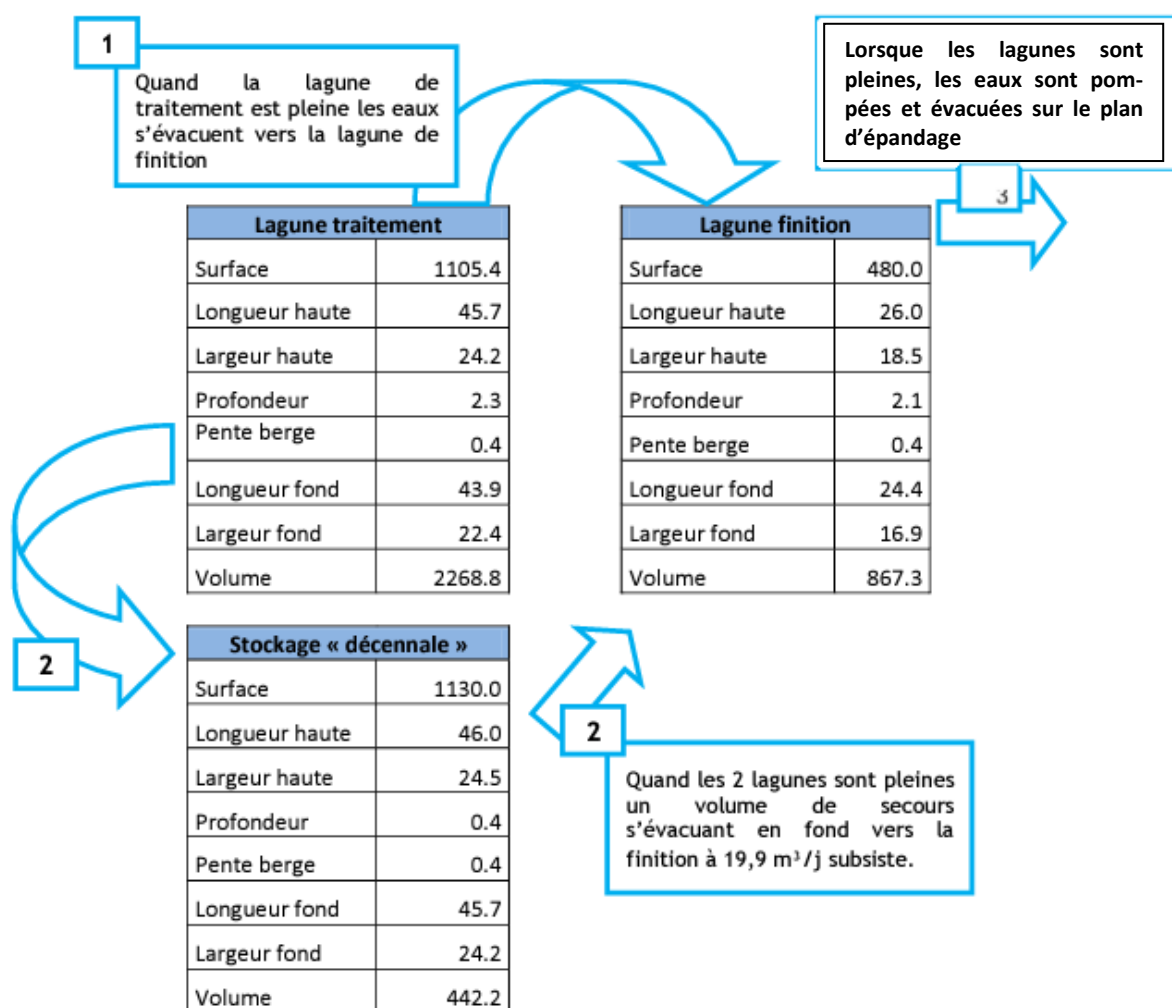 1
Quand la lagune de
traitement est pleine les eaux
s’évacuent vers la lagune de
finition
Lorsque les lagunes sont
pleines, les eaux sont pom-
pées et évacuées sur le plan
d’épandage
3
Lagune traitement
Surface 1105.4
Longueur haute 45.7
Largeur haute 24.2
Profondeur 2.3
Pente berge 0.4
Longueur fond 43.9
Largeur fond 22.4
Volume 2268.8
Lagune finition
Surface 480.0
Longueur haute 26.0
Largeur haute 18.5
Profondeur 2.1
Pente berge 0.4
Longueur fond 24.4
Largeur fond 16.9
Volume 867.3
2
Stockage « décennale »
Surface 1130.0
Longueur haute 46.0
Largeur haute 24.5
Profondeur 0.4
Pente berge 0.4
Longueur fond 45.7
Largeur fond 24.2
Volume 442.2
2
Quand les 2 lagunes sont pleines
un volume de secours
s’évacuant en fond vers la
finition à 19,9 m³/j subsiste.